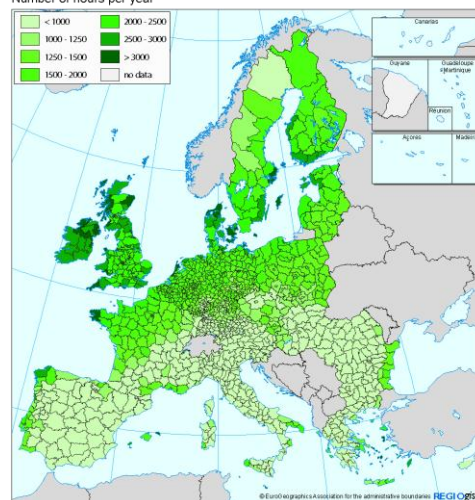 Number of hours per year
< 1000
1000 - 1250
1250 - 1500
1500 - 2000
2000 - 2500
2500 - 3000
> 3000
no data
Canarias
Guyane
Guadeloupe
Martinique
Réunion
Açores
Madeira
© EuroGeographics Association for the administrative boundaries